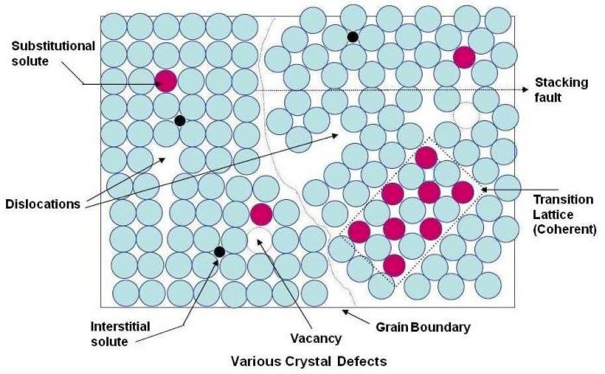 Substitutional
solute
Stacking
fault
Dislocations
Transition
Lattice
(Coherent)
Interstitial
solute
Vacancy
Grain Boundary
Various Crystal Defects